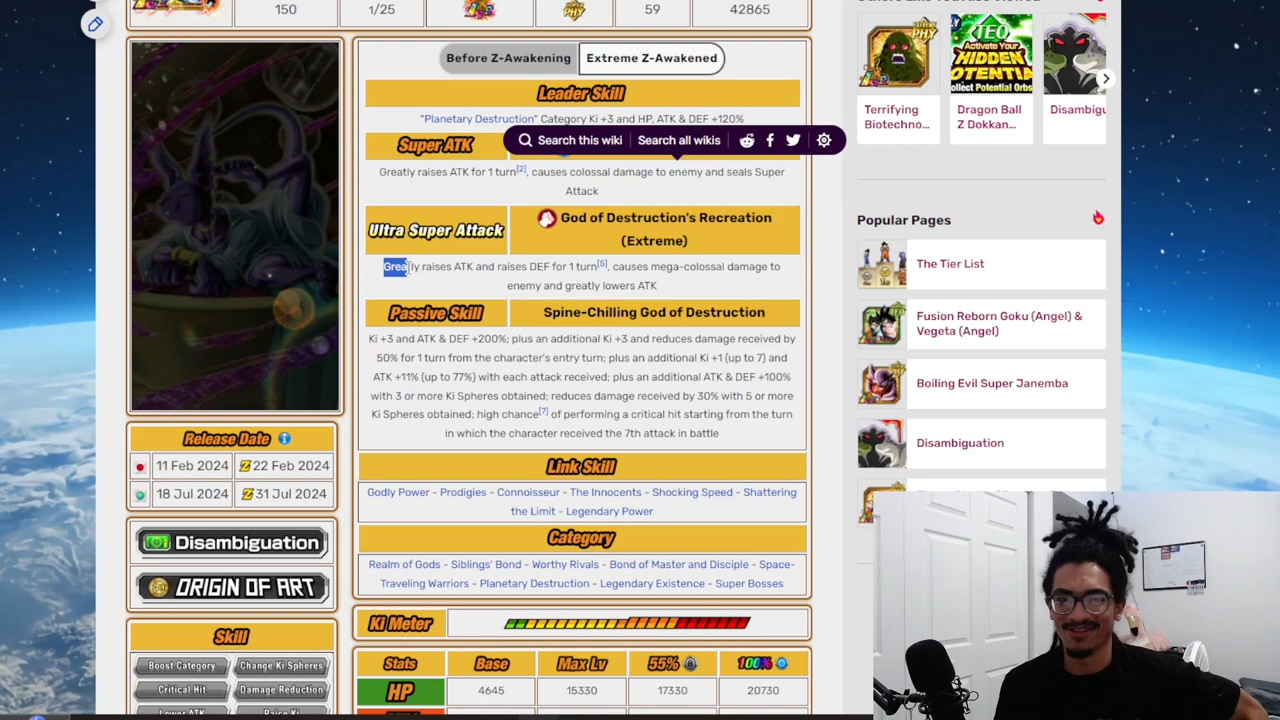 150
1/25
PHY
59
42865
Others Like You Also Viewed
Before Z-Awakening
Extreme Z-Awakened
Leader Skill
"Planetary Destruction" Category Ki +3 and HP, ATK & DEF +120%
Search this wiki
Search all wikis
Super ATK
Greatly raises ATK for 1 turn[2], causes colossal damage to enemy and seals Super
Attack
Ultra Super Attack
God of Destruction's Recreation
(Extreme)
Greatly raises ATK and raises DEF for 1 turn[5], causes mega-colossal damage to
enemy and greatly lowers ATK
Passive Skill
Spine-Chilling God of Destruction
Ki +3 and ATK & DEF +200%; plus an additional Ki +3 and reduces damage received by
50% for 1 turn from the character's entry turn; plus an additional Ki +1 (up to 7) and
ATK +11% (up to 77%) with each attack received; plus an additional ATK & DEF +100%
with 3 or more Ki Spheres obtained; reduces damage received by 30% with 5 or more
Ki Spheres obtained; high chance[7] of performing a critical hit starting from the turn
in which the character received the 7th attack in battle
Link Skill
Godly Power - Prodigies - Connoisseur - The Innocents - Shocking Speed - Shattering
the Limit - Legendary Power
Category
Realm of Gods - Siblings' Bond - Worthy Rivals - Bond of Master and Disciple - Space-
Traveling Warriors - Planetary Destruction - Legendary Existence - Super Bosses
Ki Meter
Stats
Base
Max Lv
55%
100%
HP
4645
15330
17330
20730
Release Date
11 Feb 2024
Z 22 Feb 2024
18 Jul 2024
Z 31 Jul 2024
Disambiguation
ORIGIN OF ART
Skill
Boost Category
Change Ki Spheres
Critical Hit
Damage Reduction
Lower ATK
Raise Ki
PHY
TEQ
Activate Your
HIDDEN
POTENTIA
Collect Potential Orbs
Terrifying
Biotechno...
Dragon Ball
Z Dokkan...
Disambigu
Popular Pages
The Tier List
Fusion Reborn Goku (Angel) &
Vegeta (Angel)
Boiling Evil Super Janemba
Disambiguation